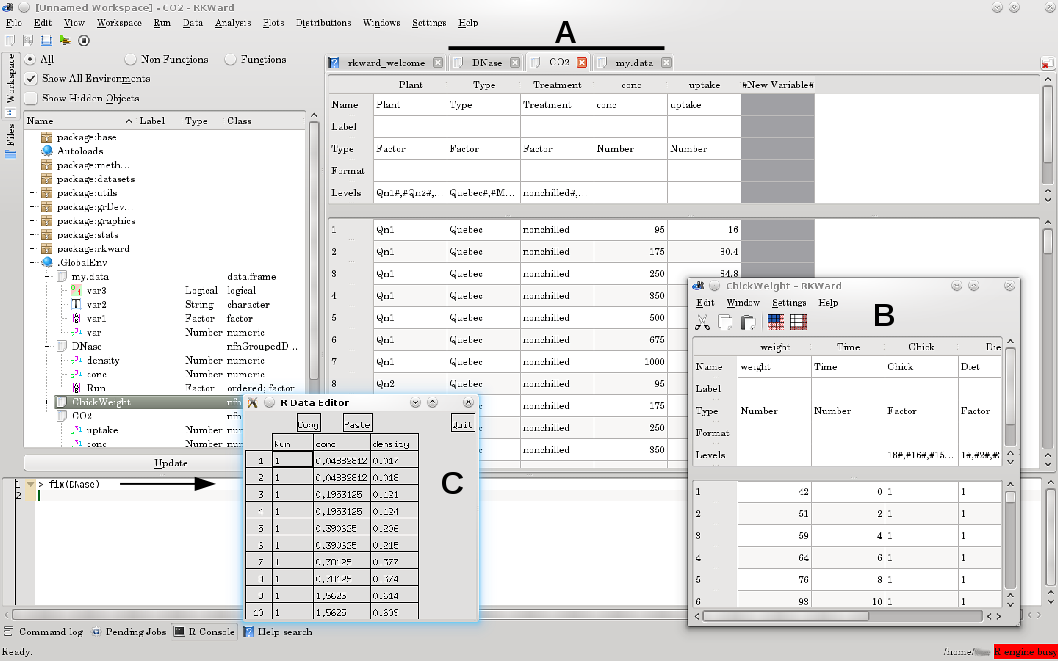 [Unnamed Workspace] - CO2 - RKWard
File Edit View Workspace Run Data Analysis Plots Distributions Windows Settings Help
A
Workspace
Files
All Non Functions Functions
Show All Environments
Show Hidden Objects
Name Label Type Class
package:base
Autoloads
package:meth...
package:datasets
package:utils
package:grDev.
package:graphics
package:stats
package:rkward
.GlobalEnv
my.data data.frame
var3 Logical logical
var2 String character
var1 Factor factor
var Number numeric
DNase nfnGroupedD...
density Number numeric
conc Number numeric
Run Factor ordered; factor
ChickWeight nfn
CO2 nfn
uptake Number num
conc Number num
Update
rkward_welcome DNase CO2 my.data
Plant Type Treatment conc uptake #New Variable#
Name Plant Type Treatment conc uptake
Label
Type Factor Factor Factor Number Number
Format
Levels Qn1#,#Qn2#,. Quebec#,#M... nonchilled#,.
1 Qn1 Quebec nonchilled 95 16
2 Qn1 Quebec nonchilled 175 30.4
3 Qn1 Quebec nonchilled 250 34.8
4 Qn1 Quebec nonchilled 350
5 Qn1 Quebec nonchilled 500
6 Qn1 Quebec nonchilled 675
7 Qn1 Quebec nonchilled 1000
8 Qn2 Quebec nonchilled 95
175
250
350
ChickWeight - RKWard
Edit Window Settings Help
B
weight Time Chick Die
Name weight Time Chick Diet
Label
Type Number Number Factor Factor
Format
Levels 18#,#16#,#15...
1 42 0 1 1
2 51 2 1 1
3 59 4 1 1
4 64 6 1 1
5 76 8 1 1
6 93 10 1 1
R Data Editor
Copy Paste Quit
Run conc density
1 1 0,04882812 0.017
2 1 0,04882812 0.018
3 1 0,1953125 0.121
4 1 0,1953125 0.124
5 1 0,390625 0.206
6 1 0,390625 0.215
7 1 0,78125 0.377
8 1 0,78125 0.374
9 1 1,5625 0.614
10 1 1,5625 0.609
C
1 > fix(DNase)
2
Command log Pending Jobs R Console Help search
Ready.
/home/
R engine busy